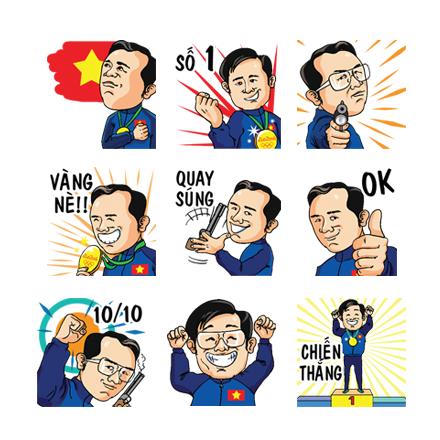 SỐ 1
VÀNG
NÈ!!
QUAY
SÚNG
OK
10/10
CHIẾN
THẮNG
1